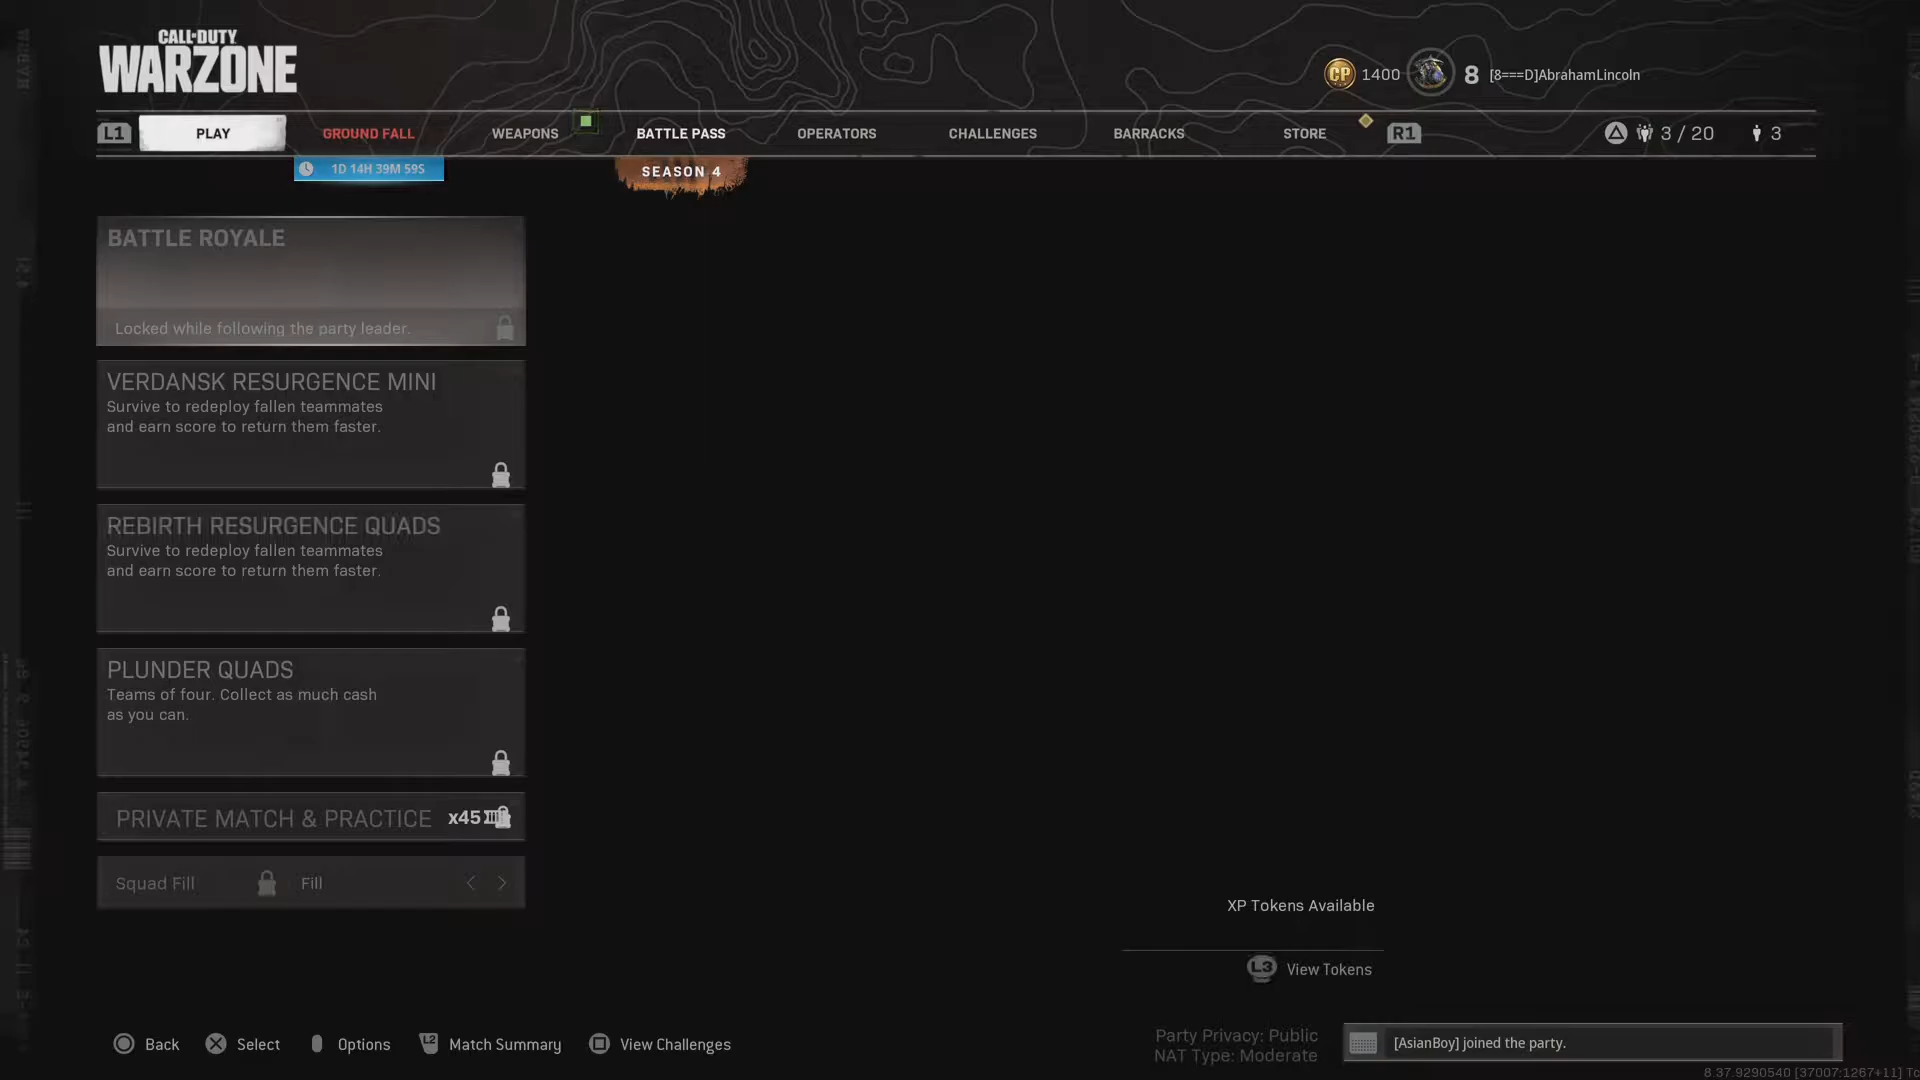 CALL OF DUTY
WARZONE
CP 1400 8 [8===D]AbrahamLincoln
L1 PLAY GROUND FALL WEAPONS BATTLE PASS OPERATORS CHALLENGES BARRACKS STORE R1 3 / 20 3
1D 14H 39M 59S
SEASON 4
BATTLE ROYALE
Locked while following the party leader.
VERDANSK RESURGENCE MINI
Survive to redeploy fallen teammates
and earn score to return them faster.
REBIRTH RESURGENCE QUADS
Survive to redeploy fallen teammates
and earn score to return them faster.
PLUNDER QUADS
Teams of four. Collect as much cash
as you can.
PRIVATE MATCH & PRACTICE x45
Squad Fill Fill
XP Tokens Available
L3 View Tokens
Back Select Options L2 Match Summary View Challenges
Party Privacy: Public
NAT Type: Moderate
[AsianBoy] joined the party.
8.37.9290540 [37007:1267+11] Tc